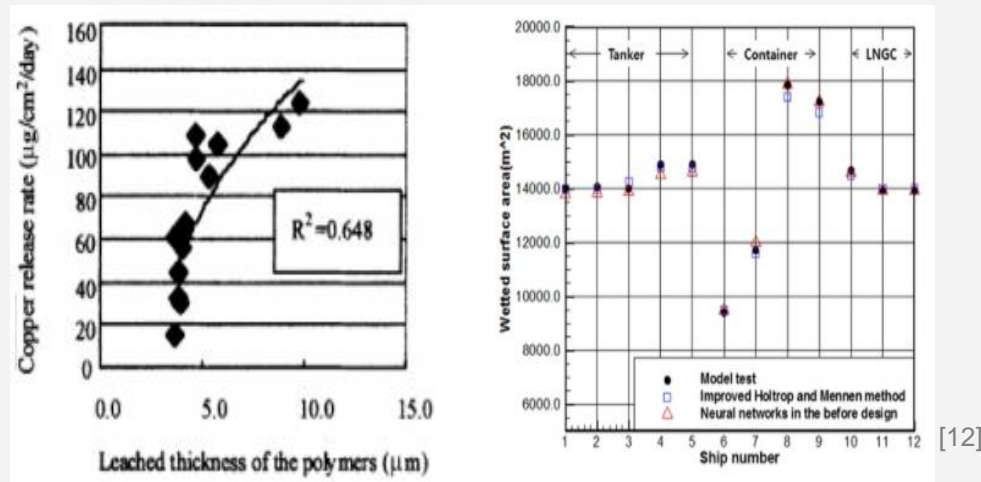 Copper release rate (µg/cm²/day)
160
140
120
100
80
60
40
20
0
R²=0.648
0.0 5.0 10.0 15.0
Leached thickness of the polymers (µm)
Wetted surface area(m^2)
20000.0
18000.0
16000.0
14000.0
12000.0
10000.0
8000.0
6000.0
Tanker Container LNGC
Model test
Improved Holtrop and Mennen method
Neural networks in the before design
1 2 3 4 5 6 7 8 9 10 11 12
Ship number
[12]